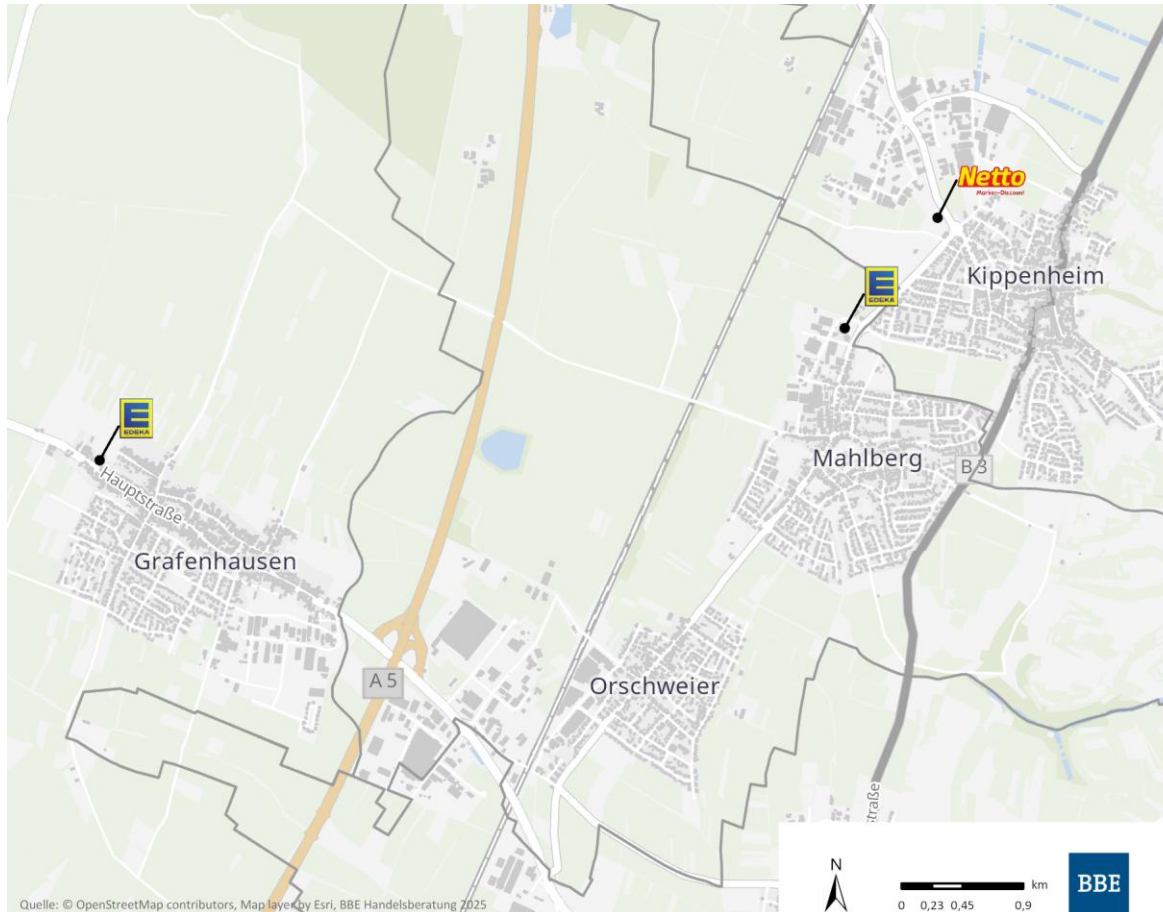 Netto
Marken-Discount
Kippenheim
E
EDEKA
E
EDEKA
Mahlberg
B 3
Hauptstraße
Grafenhausen
A 5
Orschweier
straße
N
km
0 0,23 0,45 0,9
BBE
Quelle: © OpenStreetMap contributors, Map layer by Esri, BBE Handelsberatung 2025